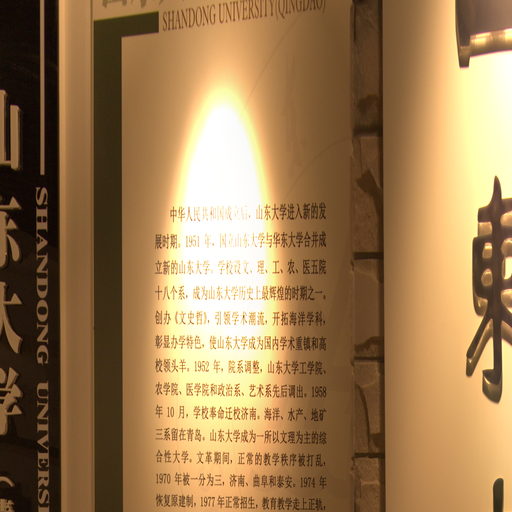 SHANDONG UNIVERSITY(QINGDAO)
中华人民共和国成立后，山东大学进入新的发
展时期。1951 年，国立山东大学与华东大学合并成
立新的山东大学。学校设文、理、工、农、医五院
十八个系，成为山东大学历史上最辉煌的时期之一。
创办《文史哲》，引领学术潮流，开拓海洋学科，
彰显办学特色，使山东大学成为国内学术重镇和高
校领头羊。1952 年，院系调整，山东大学工学院、
农学院、医学院和政治系、艺术系先后调出。1958
年 10 月，学校奉命迁校济南。海洋、水产、地矿
三系留在青岛。山东大学成为一所以文理为主的综
合性大学。文革期间，正常的教学秩序被打乱，
1970 年被一分为三，济南、曲阜和泰安。1974 年
恢复原建制，1977 年正常招生，教育教学走上正轨，
山东大学
SHANDONG UNIVERS
東